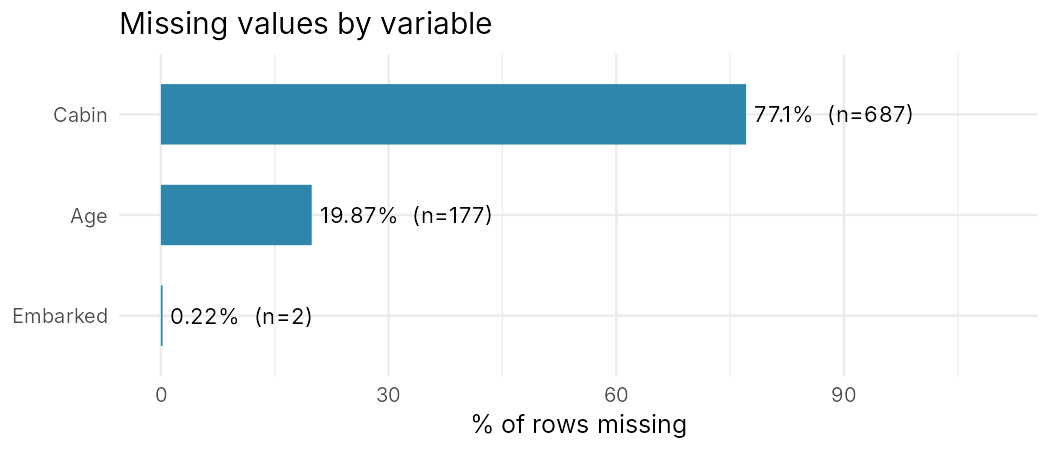 Missing values by variable
Cabin 77.1% (n=687)
Age 19.87% (n=177)
Embarked 0.22% (n=2)
0 30 60 90
% of rows missing